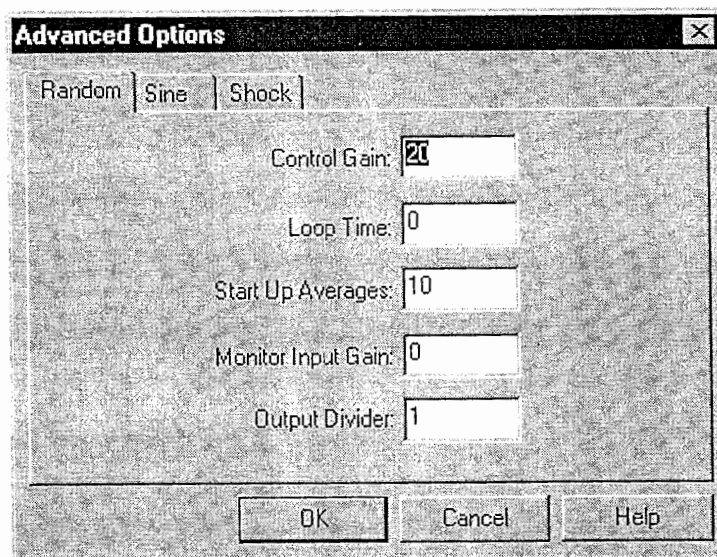 Advanced Options
Random Sine Shock
Control Gain: 20
Loop Time: 0
Start Up Averages: 10
Monitor Input Gain: 0
Output Divider: 1
OK Cancel Help